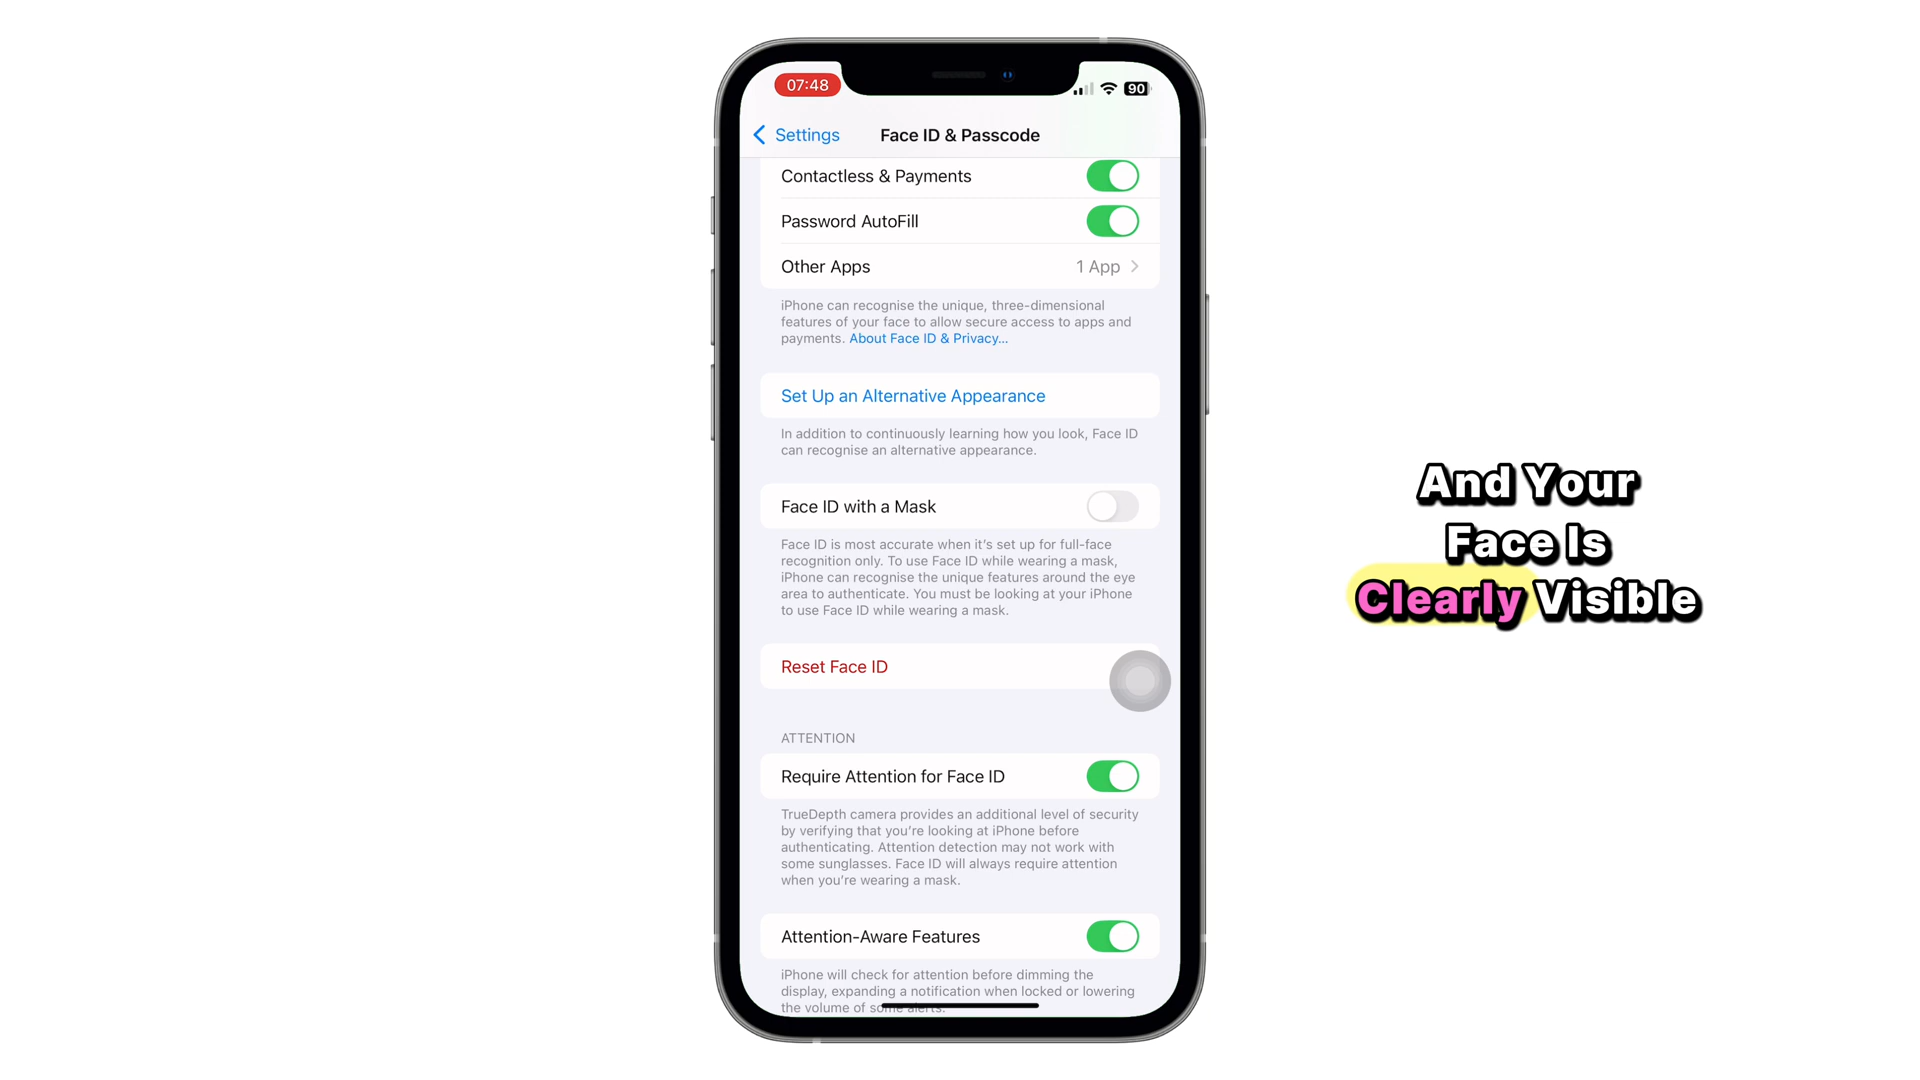 07:48
90
Settings
Face ID & Passcode
Contactless & Payments
Password AutoFill
Other Apps
1 App
iPhone can recognise the unique, three-dimensional
features of your face to allow secure access to apps and
payments. About Face ID & Privacy...
Set Up an Alternative Appearance
In addition to continuously learning how you look, Face ID
can recognise an alternative appearance.
Face ID with a Mask
Face ID is most accurate when it's set up for full-face
recognition only. To use Face ID while wearing a mask,
iPhone can recognise the unique features around the eye
area to authenticate. You must be looking at your iPhone
to use Face ID while wearing a mask.
Reset Face ID
ATTENTION
Require Attention for Face ID
TrueDepth camera provides an additional level of security
by verifying that you're looking at iPhone before
authenticating. Attention detection may not work with
some sunglasses. Face ID will always require attention
when you're wearing a mask.
Attention-Aware Features
iPhone will check for attention before dimming the
display, expanding a notification when locked or lowering
the volume of some alerts.
And Your
Face Is
Clearly Visible